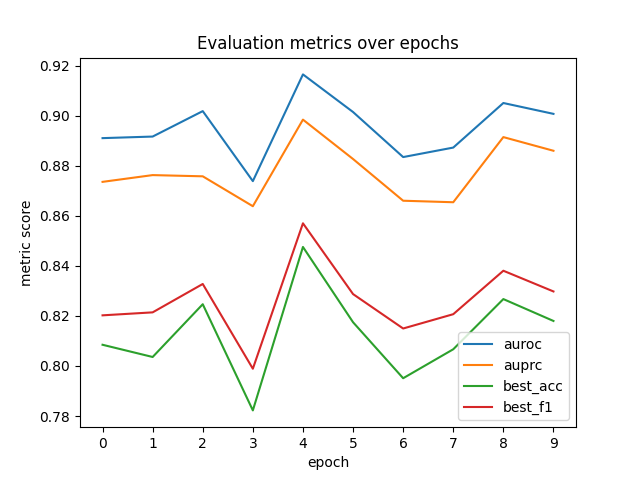 Evaluation metrics over epochs
metric score
0.92
0.90
0.88
0.86
0.84
0.82
0.80
0.78
auroc
auprc
best_acc
best_f1
0 1 2 3 4 5 6 7 8 9
epoch